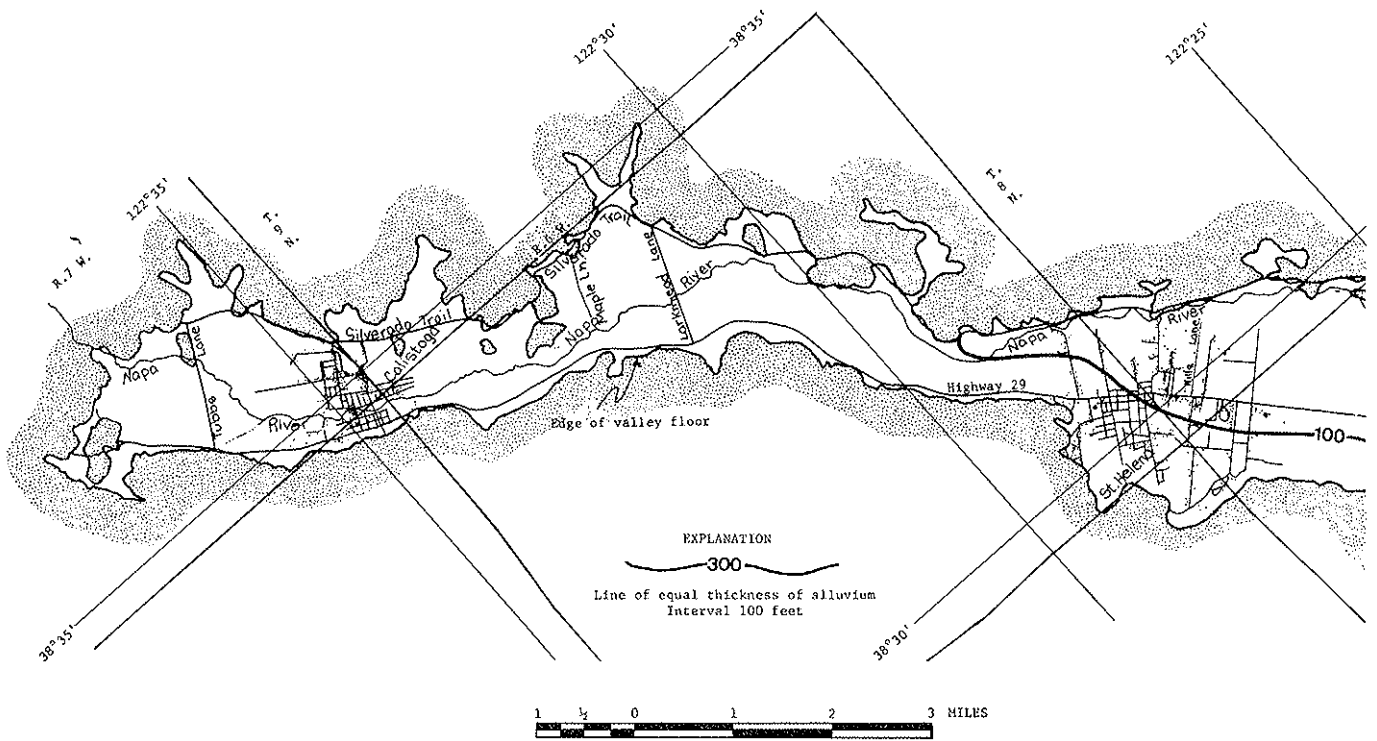 122°30'
38°35'
122°25'
122°35'
T. 9 N.
T. 8 N.
R.7 W.
R.6 W.
Silverado Trail
Maple Ln
Larkmead Lane
River
Napa
Silverado Trail
Calistoga
Napa
Tubbs Lane
River
Napa
River
Lane
Highway 29
Edge of valley floor
St. Helena
100
38°35'
38°30'
EXPLANATION
300
Line of equal thickness of alluvium
Interval 100 feet
1 ½ 0 1 2 3 MILES